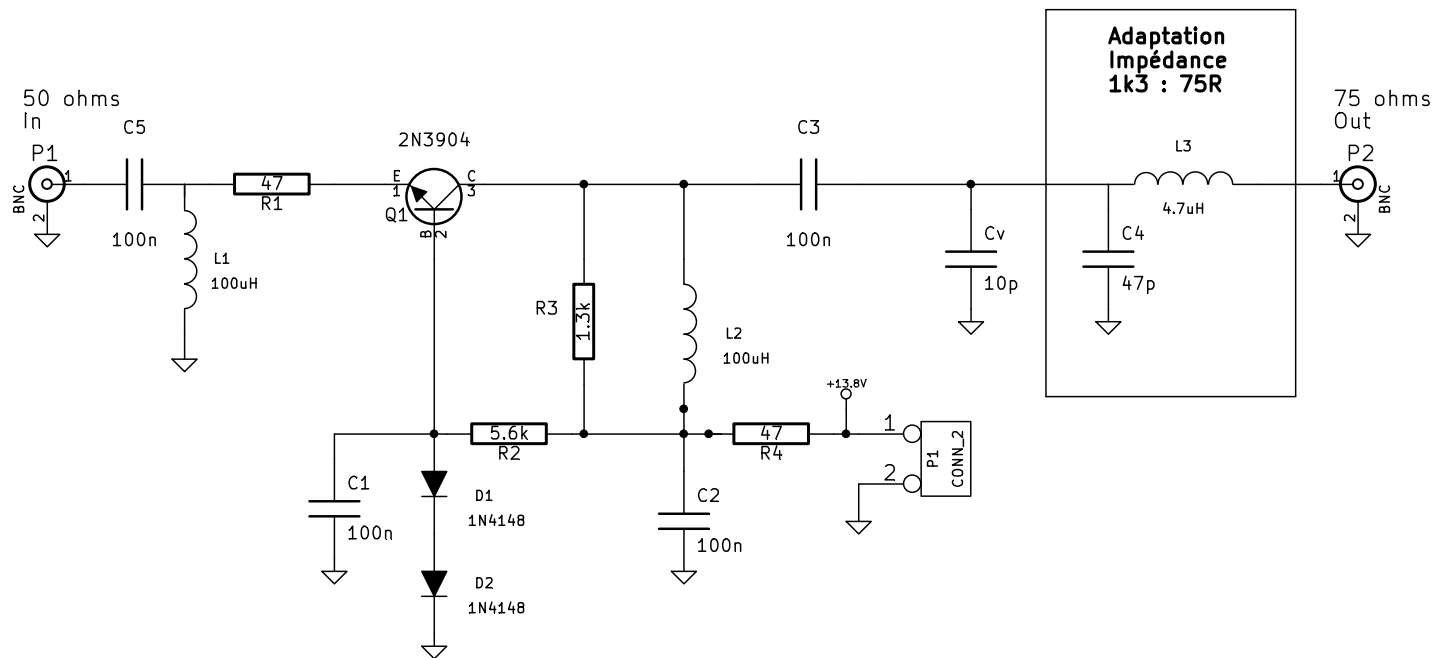 Adaptation
Impédance
1k3 : 75R
50 ohms
In
P1
1
BNC
2
C5
100n
L1
100uH
47
R1
2N3904
E
1
C
3
Q1
B
2
R3
1.3k
L2
100uH
C3
100n
Cv
10p
C4
47p
L3
4.7uH
75 ohms
Out
P2
1
BNC
2
5.6k
R2
47
R4
+13.8V
1
2
P1
CONN_2
C1
100n
D1
1N4148
D2
1N4148
C2
100n